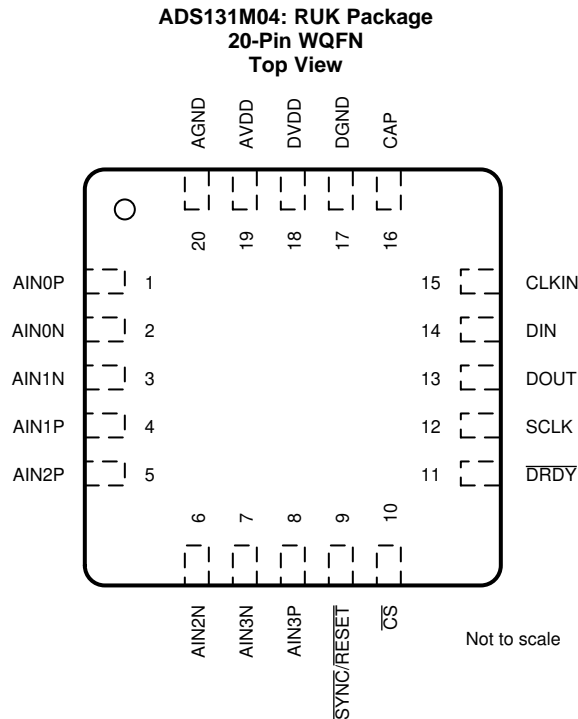 ADS131M04: RUK Package
20-Pin WQFN
Top View
AGND
AVDD
DVDD
DGND
CAP
20
19
18
17
16
AIN0P 1
AIN0N 2
AIN1N 3
AIN1P 4
AIN2P 5
15 CLKIN
14 DIN
13 DOUT
12 SCLK
11 DRDY
6
7
8
9
10
AIN2N
AIN3N
AIN3P
SYNC/RESET
CS
Not to scale